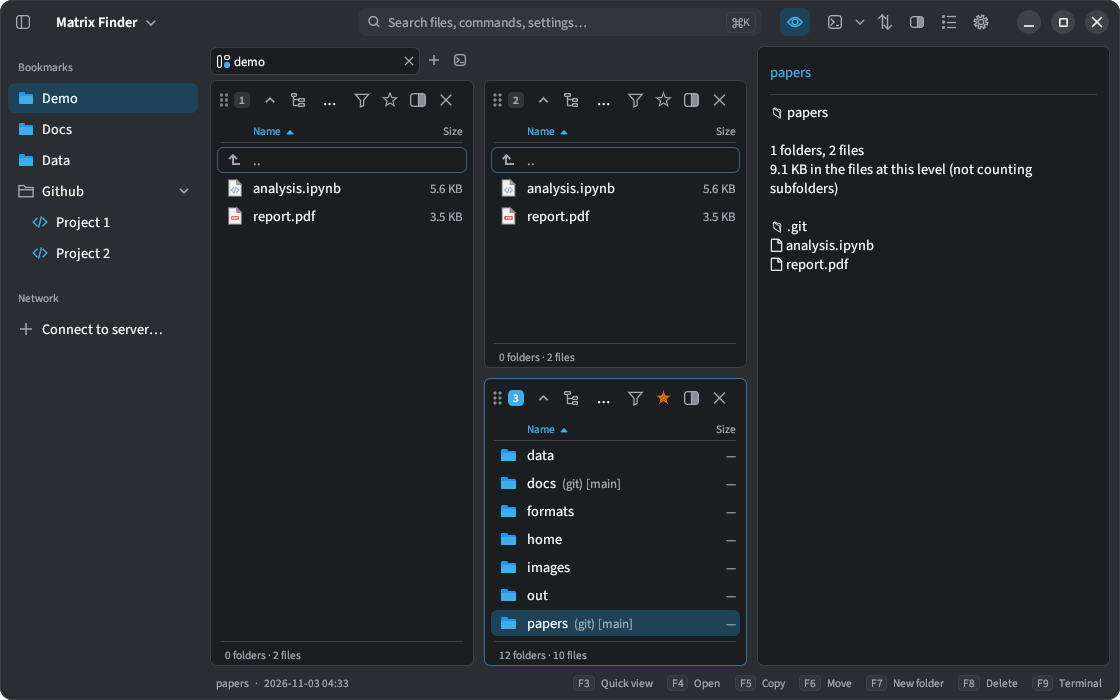 Matrix Finder
Search files, commands, settings...
⌘K
Bookmarks
Demo
Docs
Data
Github
Project 1
Project 2
Network
Connect to server...
demo
1
...
Name
Size
..
analysis.ipynb
5.6 KB
report.pdf
3.5 KB
0 folders · 2 files
2
...
Name
Size
..
analysis.ipynb
5.6 KB
report.pdf
3.5 KB
0 folders · 2 files
3
...
Name
Size
data
—
docs (git) [main]
—
formats
—
home
—
images
—
out
—
papers (git) [main]
—
12 folders · 10 files
papers
papers
1 folders, 2 files
9.1 KB in the files at this level (not counting
subfolders)
.git
analysis.ipynb
report.pdf
papers · 2026-11-03 04:33
F3 Quick view
F4 Open
F5 Copy
F6 Move
F7 New folder
F8 Delete
F9 Terminal